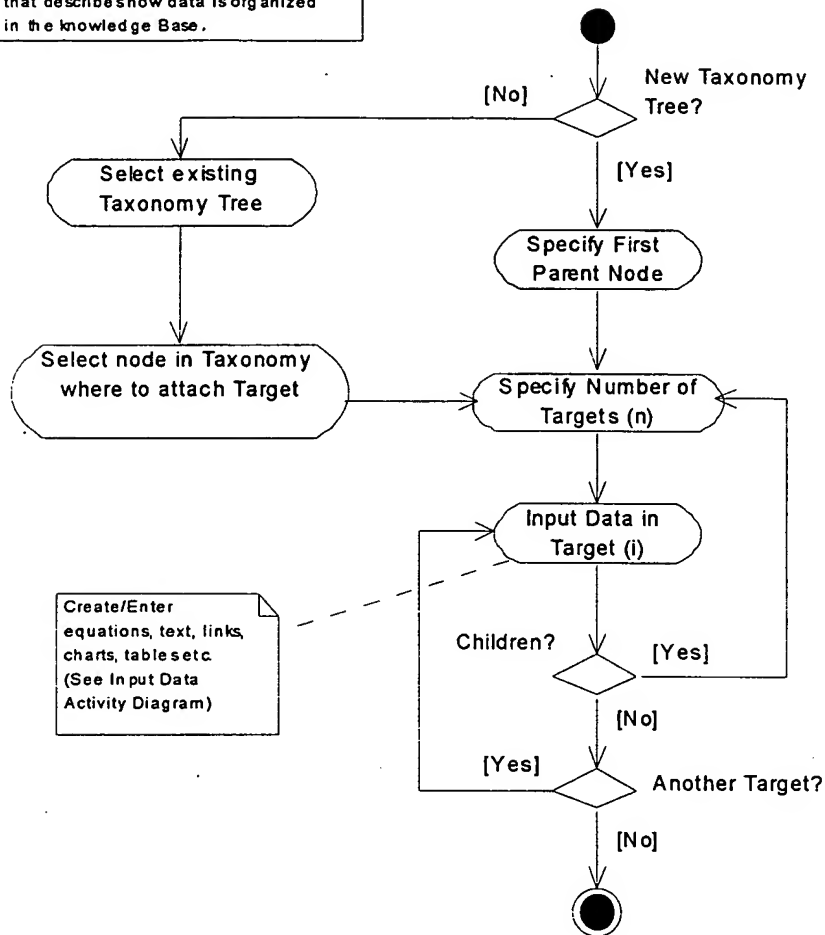 that describes how data is organized
in the knowledge Base.
New Taxonomy
Tree?
[No]
[Yes]
Select existing
Taxonomy Tree
Specify First
Parent Node
Select node in Taxonomy
where to attach Target
Specify Number of
Targets (n)
Input Data in
Target (i)
Create/Enter
equations, text, links,
charts, tables etc.
(See Input Data
Activity Diagram)
Children?
[Yes]
[No]
[Yes]
Another Target?
[No]